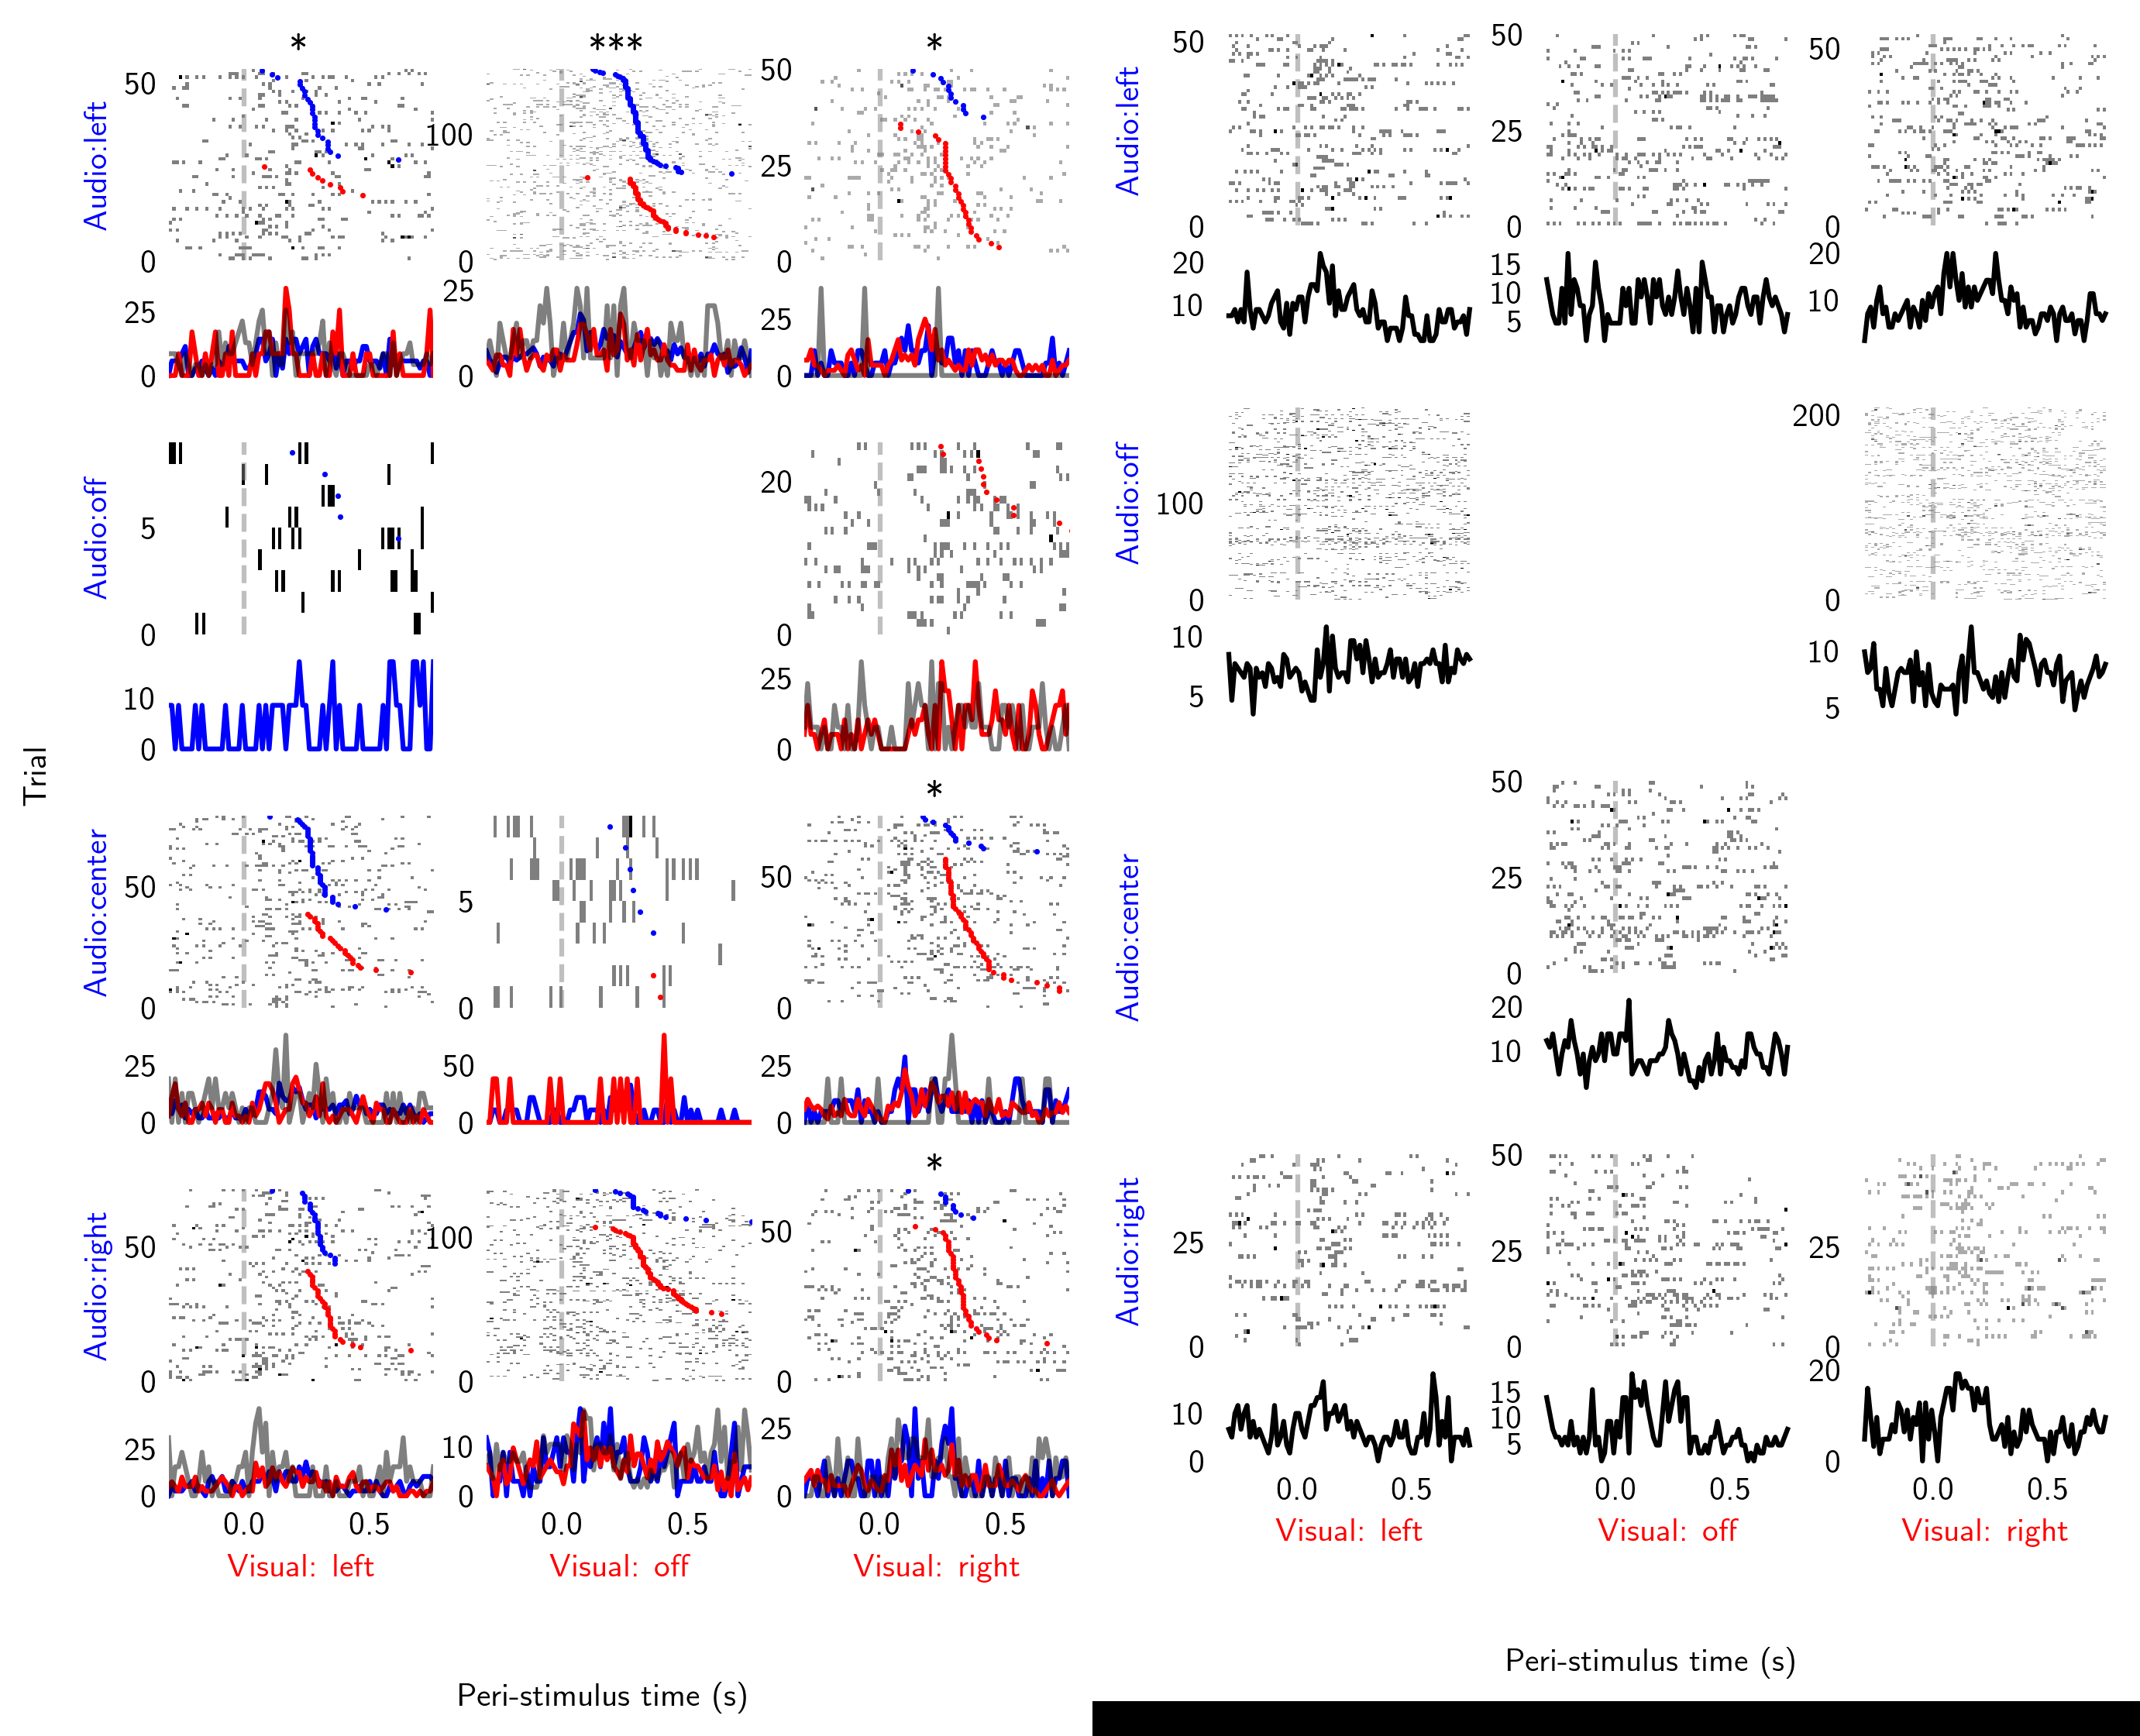 * *** *
50 0 25 0 Audio:left
100 0 25 0
50 25 0 25 0
5 0 10 0 Audio:off
20 0 25 0
*
50 0 25 0 Audio:center
5 0 50 0
50 0 25 0
*
50 0 25 0 Audio:right
100 0 10 0
50 0 25 0
0.0 0.5 0.0 0.5 0.0 0.5
Visual: left Visual: off Visual: right
Trial
Peri-stimulus time (s)
50 0 20 10 Audio:left
50 25 0 15 10 5
50 0 20 10
100 0 10 5 Audio:off
200 0 10 5
50 25 0 20 10 Audio:center
25 0 10 0 Audio:right
50 25 0 15 10 5
25 0 20 0
0.0 0.5 0.0 0.5 0.0 0.5
Visual: left Visual: off Visual: right
Peri-stimulus time (s)